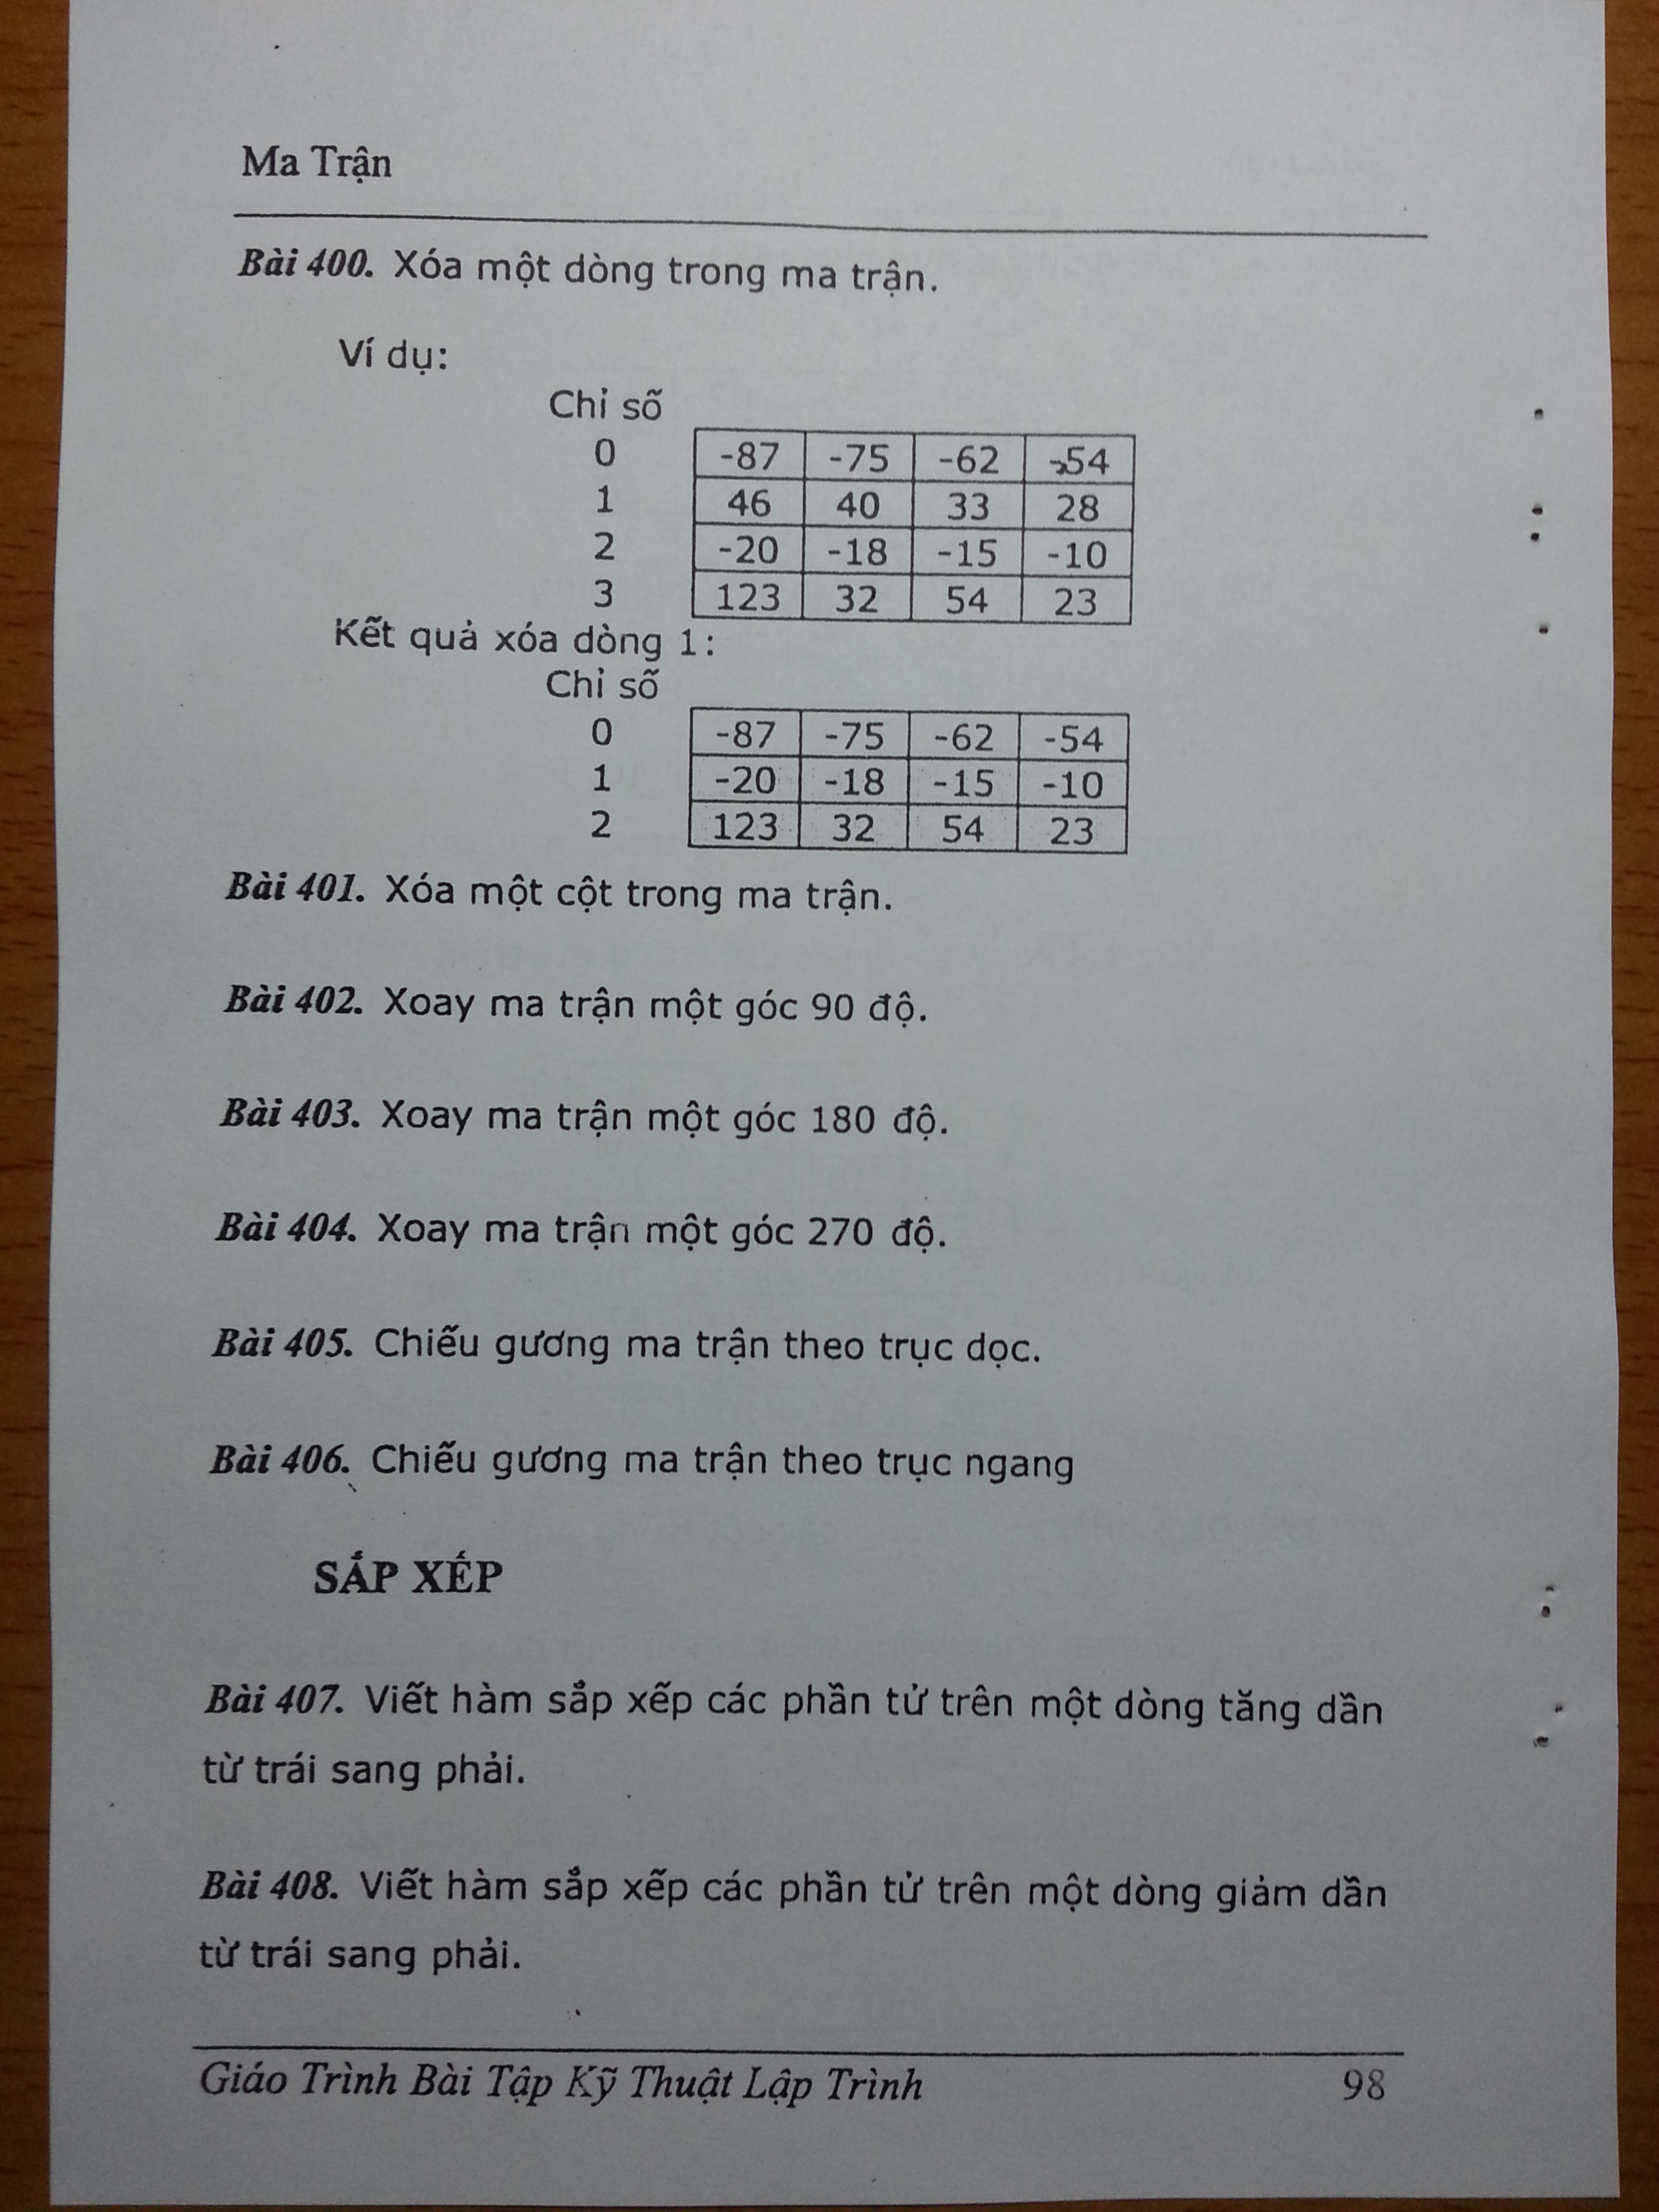 Ma Trận
Bài 400. Xóa một dòng trong ma trận.
Ví dụ:
Chỉ số
0 -87 -75 -62 -54
1 46 40 33 28
2 -20 -18 -15 -10
3 123 32 54 23
Kết quả xóa dòng 1:
Chỉ số
0 -87 -75 -62 -54
1 -20 -18 -15 -10
2 123 32 54 23
Bài 401. Xóa một cột trong ma trận.
Bài 402. Xoay ma trận một góc 90 độ.
Bài 403. Xoay ma trận một góc 180 độ.
Bài 404. Xoay ma trận một góc 270 độ.
Bài 405. Chiếu gương ma trận theo trục dọc.
Bài 406. Chiếu gương ma trận theo trục ngang
SẮP XẾP
Bài 407. Viết hàm sắp xếp các phần tử trên một dòng tăng dần
từ trái sang phải.
Bài 408. Viết hàm sắp xếp các phần tử trên một dòng giảm dần
từ trái sang phải.
Giáo Trình Bài Tập Kỹ Thuật Lập Trình 98